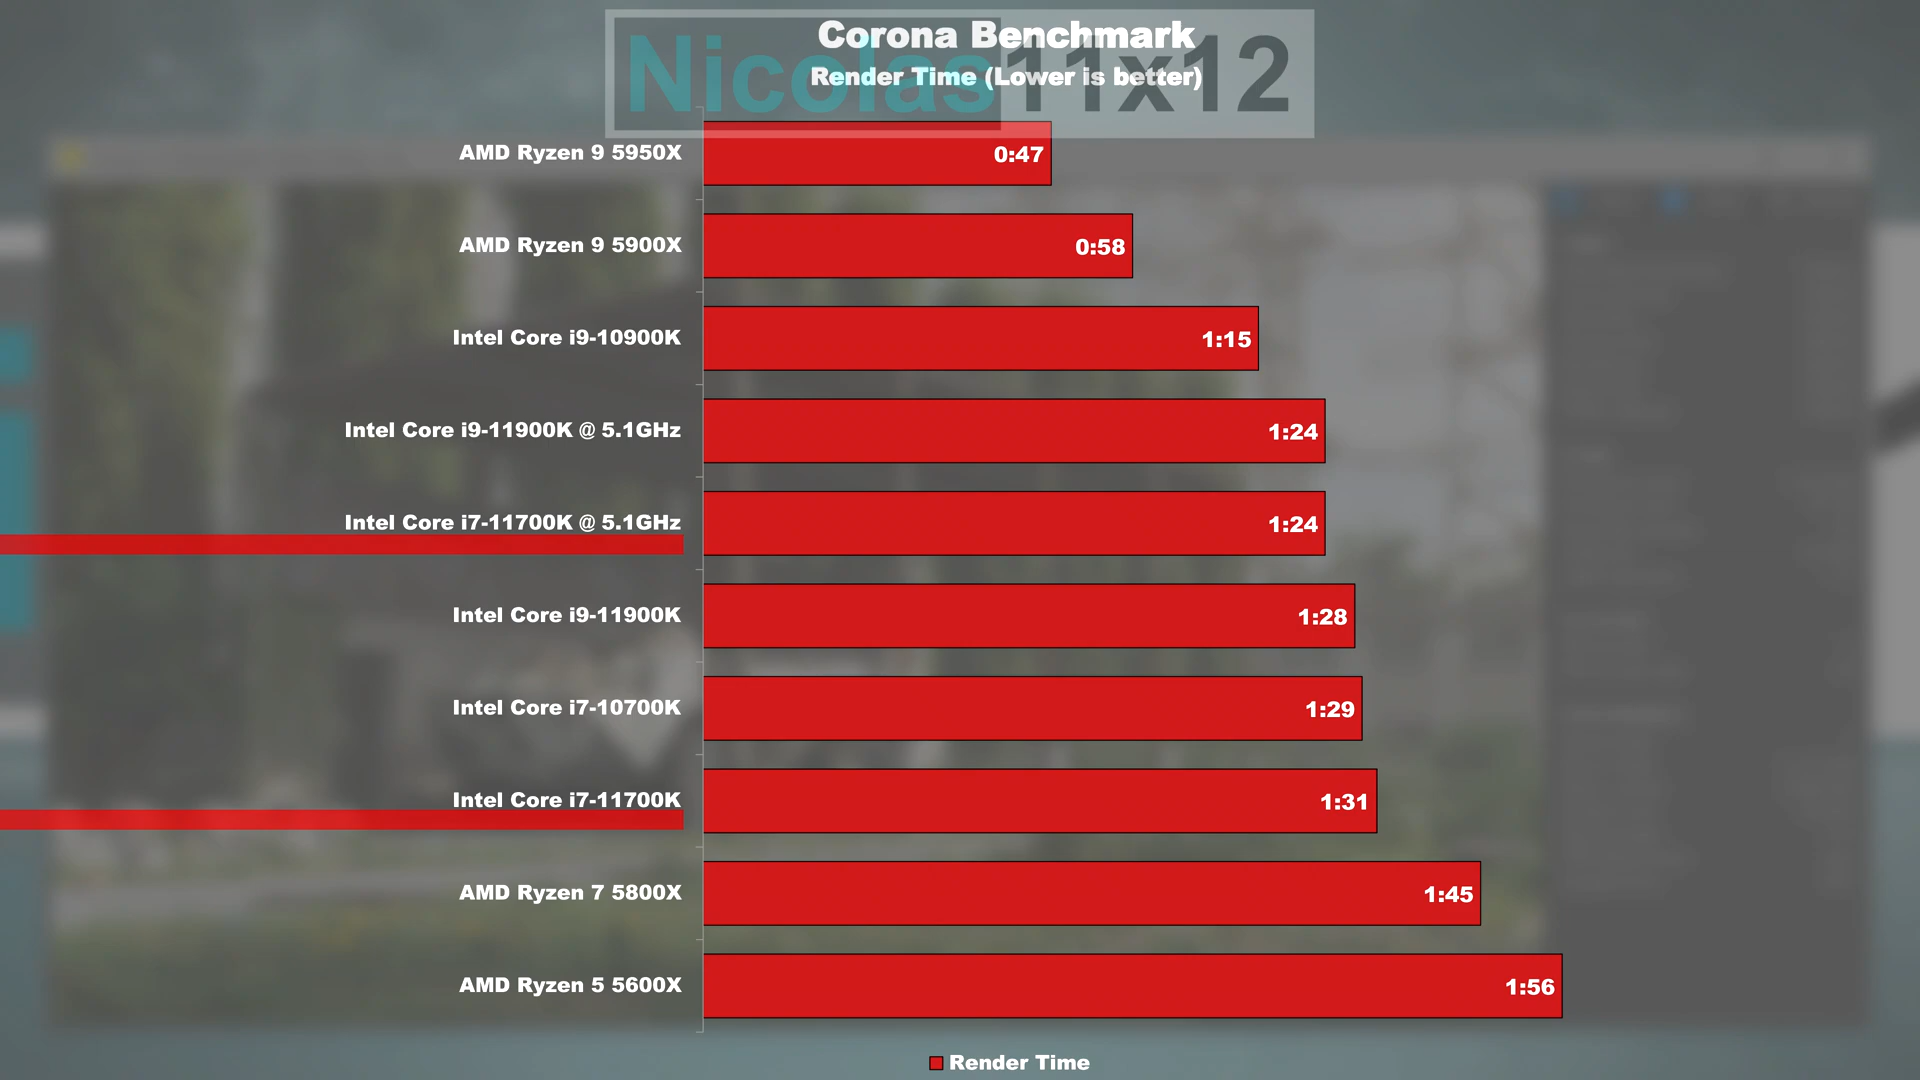 Corona Benchmark
Nicolas11x12
Render Time (Lower is better)
AMD Ryzen 9 5950X 0:47
AMD Ryzen 9 5900X 0:58
Intel Core i9-10900K 1:15
Intel Core i9-11900K @ 5.1GHz 1:24
Intel Core i7-11700K @ 5.1GHz 1:24
Intel Core i9-11900K 1:28
Intel Core i7-10700K 1:29
Intel Core i7-11700K 1:31
AMD Ryzen 7 5800X 1:45
AMD Ryzen 5 5600X 1:56
Render Time